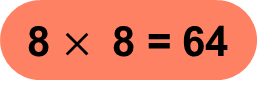 8 × 8 = 64